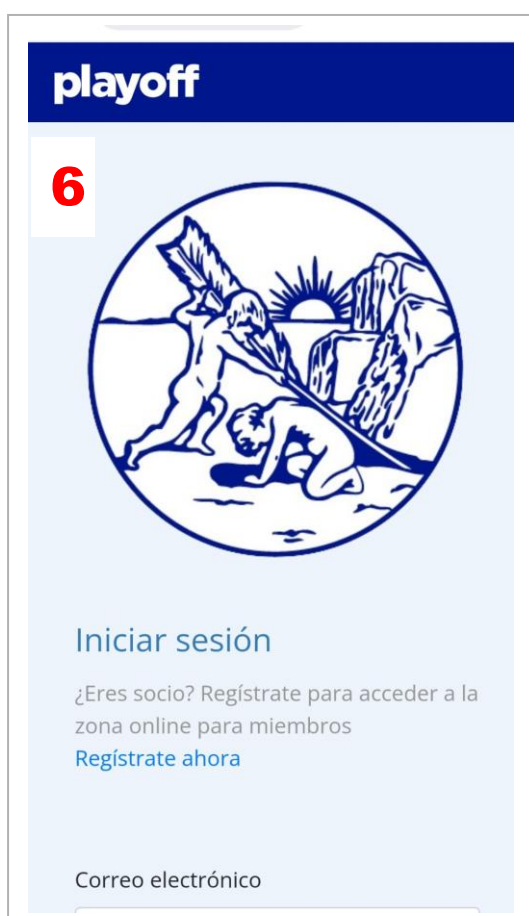 playoff
6
Iniciar sesión
¿Eres socio? Regístrate para acceder a la
zona online para miembros
Regístrate ahora
Correo electrónico